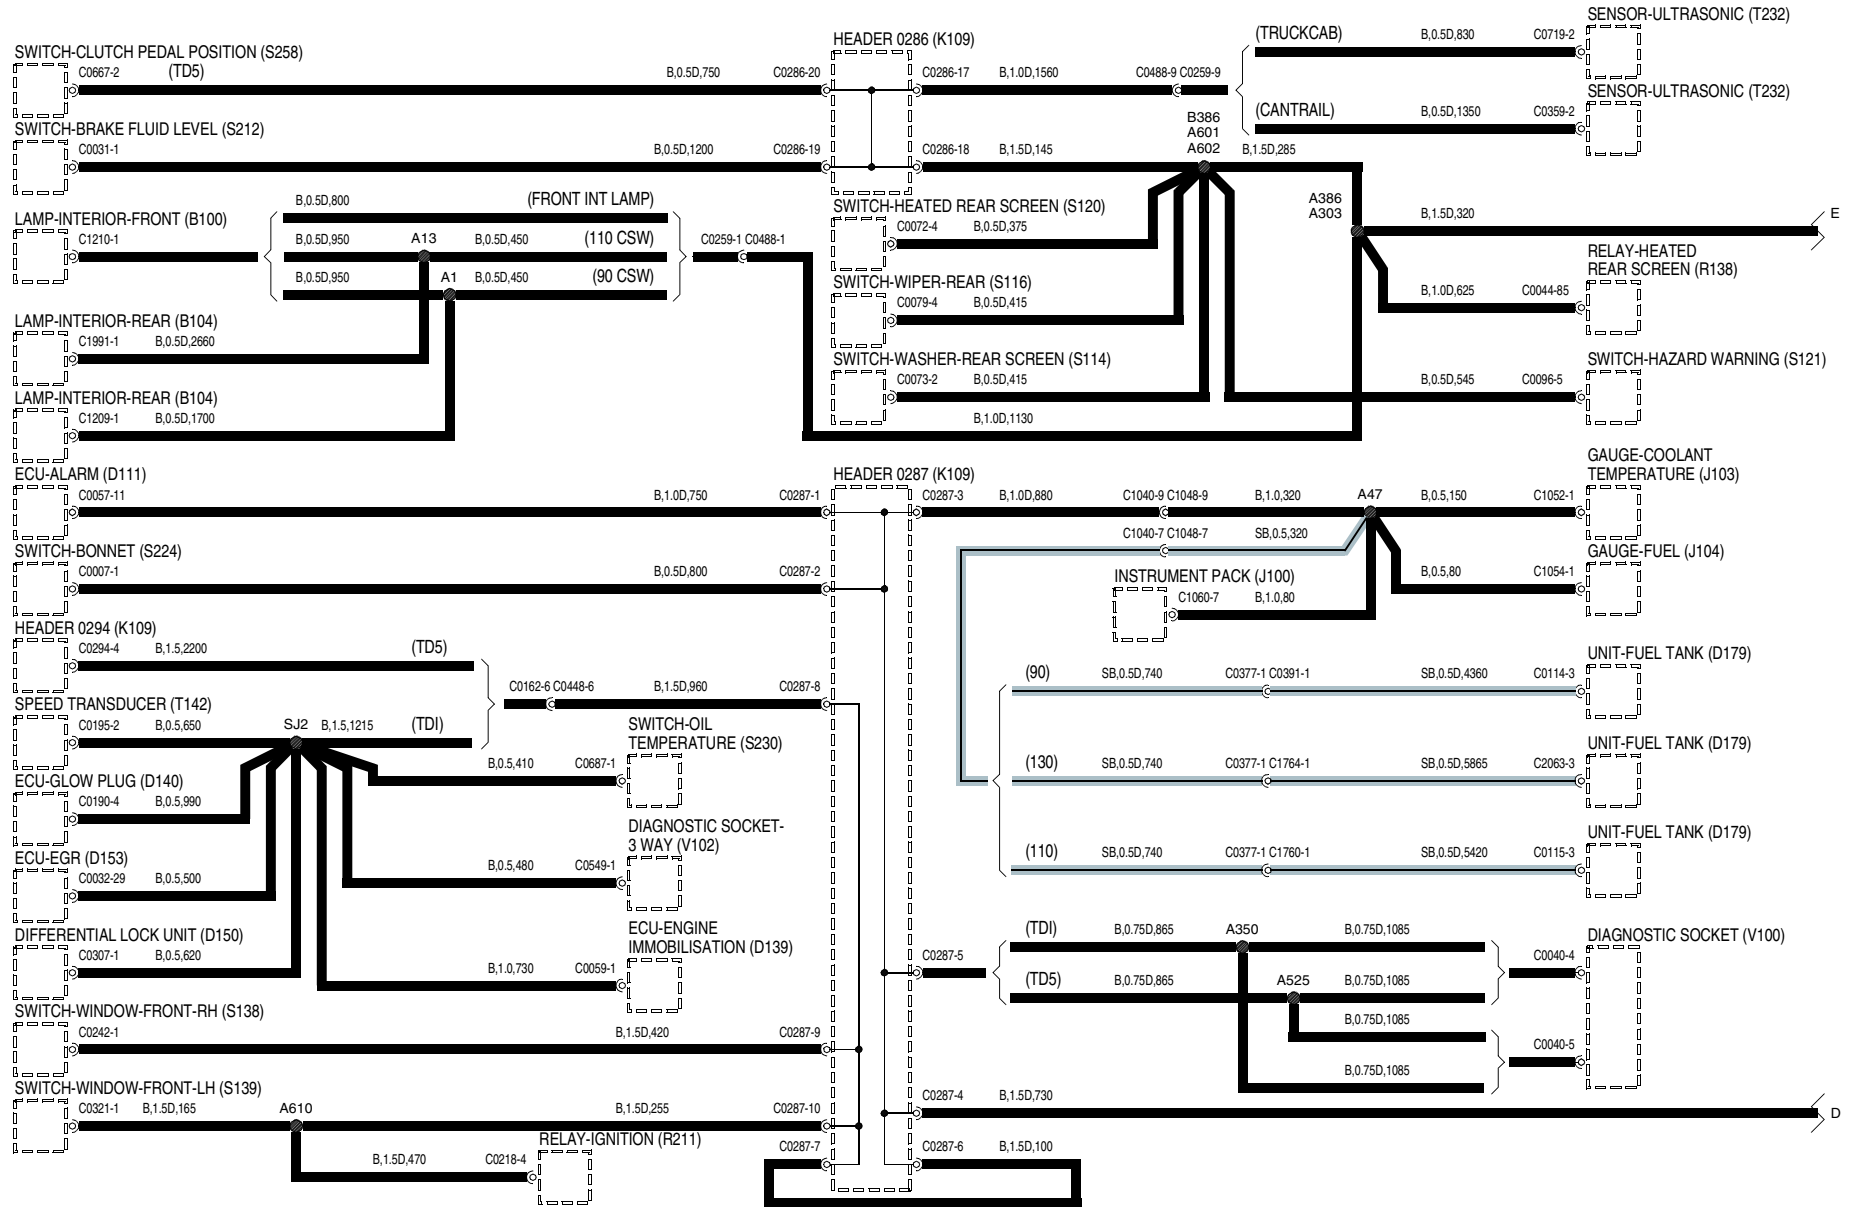 SENSOR-ULTRASONIC (T232)
(TRUCKCAB)
B,0.5D,830
C0719-2
HEADER 0286 (K109)
SWITCH-CLUTCH PEDAL POSITION (S258)
C0667-2
(TD5)
B,0.5D,750
C0286-20
C0286-17
B,1.0D,1560
C0488-9 C0259-9
SENSOR-ULTRASONIC (T232)
(CANTRAIL)
B,0.5D,1350
C0359-2
B386
A601
A602
SWITCH-BRAKE FLUID LEVEL (S212)
C0031-1
B,0.5D,1200
C0286-19
C0286-18
B,1.5D,145
B,1.5D,285
A386
A303
B,1.5D,320
E
B,0.5D,800
(FRONT INT LAMP)
LAMP-INTERIOR-FRONT (B100)
C1210-1
B,0.5D,950
A13
B,0.5D,450
(110 CSW)
C0259-1 C0488-1
B,0.5D,950
A1
B,0.5D,450
(90 CSW)
SWITCH-HEATED REAR SCREEN (S120)
C0072-4
B,0.5D,375
RELAY-HEATED
REAR SCREEN (R138)
B,1.0D,625
C0044-85
SWITCH-WIPER-REAR (S116)
C0079-4
B,0.5D,415
LAMP-INTERIOR-REAR (B104)
C1991-1
B,0.5D,2660
SWITCH-WASHER-REAR SCREEN (S114)
C0073-2
B,0.5D,415
SWITCH-HAZARD WARNING (S121)
B,0.5D,545
C0096-5
LAMP-INTERIOR-REAR (B104)
C1209-1
B,0.5D,1700
B,1.0D,1130
ECU-ALARM (D111)
C0057-11
B,1.0D,750
C0287-1
HEADER 0287 (K109)
C0287-3
B,1.0D,880
C1040-9 C1048-9
B,1.0,320
A47
B,0.5,150
C1052-1
GAUGE-COOLANT
TEMPERATURE (J103)
C1040-7 C1048-7
SB,0.5,320
SWITCH-BONNET (S224)
C0007-1
B,0.5D,800
C0287-2
GAUGE-FUEL (J104)
B,0.5,80
C1054-1
INSTRUMENT PACK (J100)
C1060-7
B,1.0,80
HEADER 0294 (K109)
C0294-4
B,1.5,2200
(TD5)
C0162-6 C0448-6
B,1.5D,960
C0287-8
(90)
SB,0.5D,740
C0377-1 C0391-1
SB,0.5D,4360
C0114-3
UNIT-FUEL TANK (D179)
SPEED TRANSDUCER (T142)
C0195-2
B,0.5,650
SJ2
B,1.5,1215
(TDI)
SWITCH-OIL
TEMPERATURE (S230)
B,0.5,410
C0687-1
(130)
SB,0.5D,740
C0377-1 C1764-1
SB,0.5D,5865
C2063-3
UNIT-FUEL TANK (D179)
ECU-GLOW PLUG (D140)
C0190-4
B,0.5,990
DIAGNOSTIC SOCKET-
3 WAY (V102)
B,0.5,480
C0549-1
(110)
SB,0.5D,740
C0377-1 C1760-1
SB,0.5D,5420
C0115-3
UNIT-FUEL TANK (D179)
ECU-EGR (D153)
C0032-29
B,0.5,500
ECU-ENGINE
IMMOBILISATION (D139)
B,1.0,730
C0059-1
DIFFERENTIAL LOCK UNIT (D150)
C0307-1
B,0.5,620
C0287-5
(TDI)
B,0.75D,865
A350
B,0.75D,1085
(TD5)
B,0.75D,865
A525
B,0.75D,1085
C0040-4
DIAGNOSTIC SOCKET (V100)
B,0.75D,1085
C0040-5
B,0.75D,1085
SWITCH-WINDOW-FRONT-RH (S138)
C0242-1
B,1.5D,420
C0287-9
SWITCH-WINDOW-FRONT-LH (S139)
C0321-1
B,1.5D,165
A610
B,1.5D,255
C0287-10
C0287-4
B,1.5D,730
D
RELAY-IGNITION (R211)
B,1.5D,470
C0218-4
C0287-7
C0287-6
B,1.5D,100